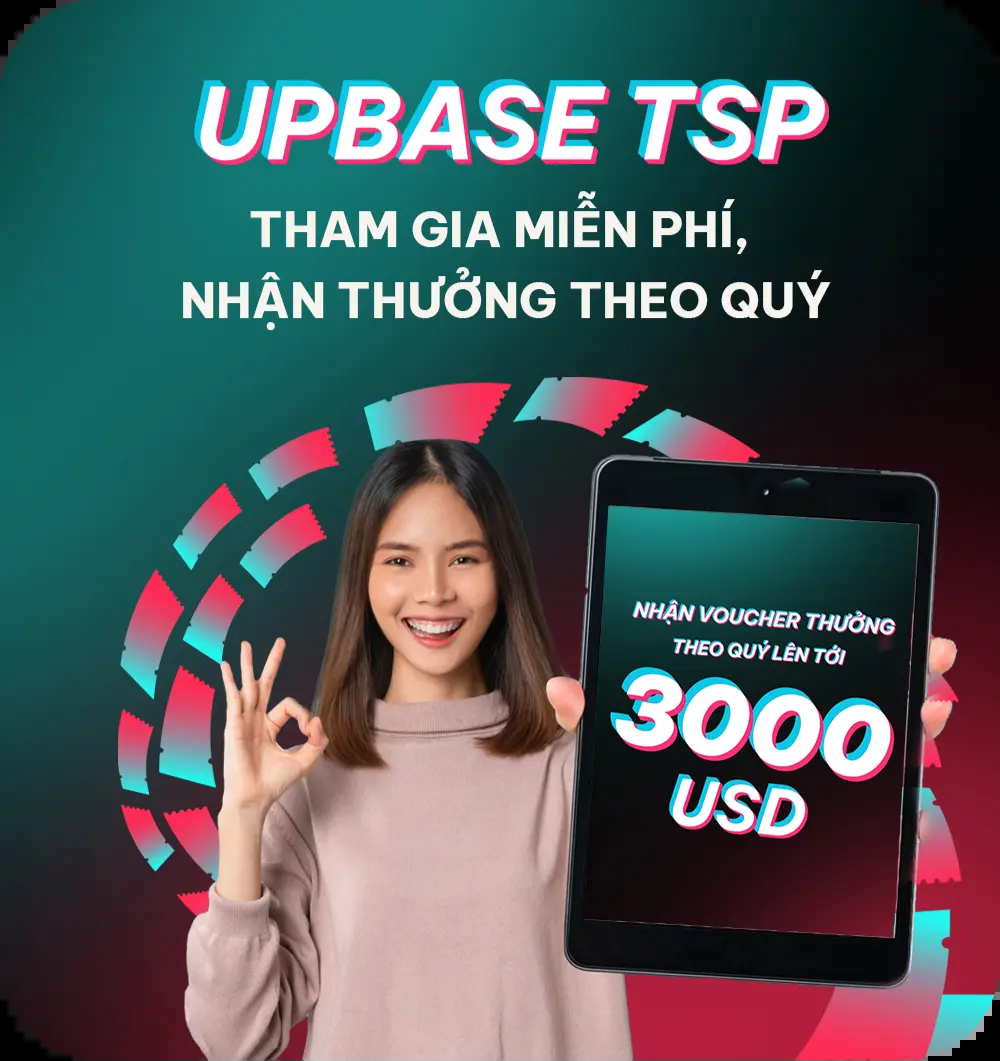 UPBASE TSP
THAM GIA MIỄN PHÍ,
NHẬN THƯỞNG THEO QUÝ
NHẬN VOUCHER THƯỞNG
THEO QUÝ LÊN TỚI
3000
USD